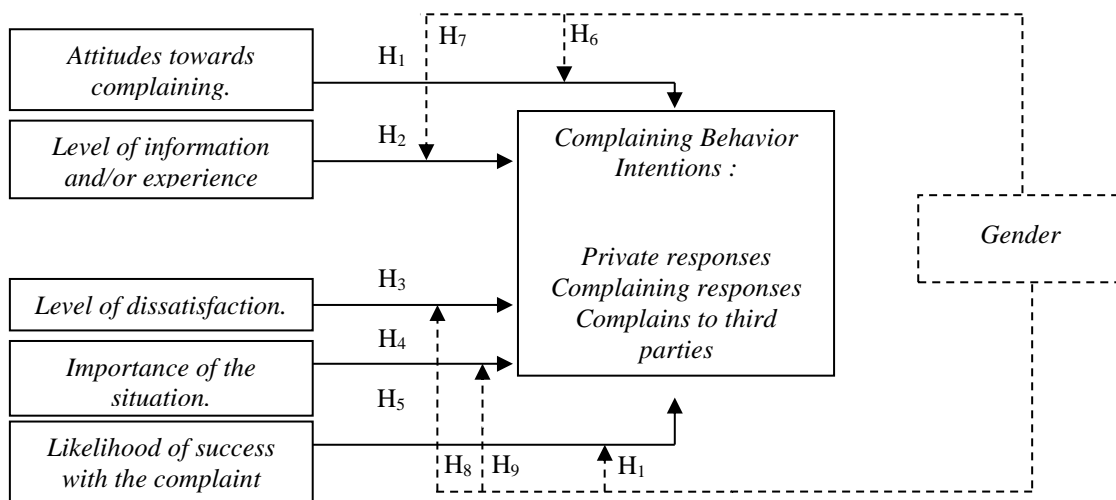 Attitudes towards
complaining.
H₁
H₇
H₆
Level of information
and/or experience
H₂
Complaining Behavior
Intentions :
Private responses
Complaining responses
Complains to third
parties
Gender
Level of dissatisfaction.
H₃
Importance of the
situation.
H₄
H₅
Likelihood of success
with the complaint
H₈
H₉
H₁